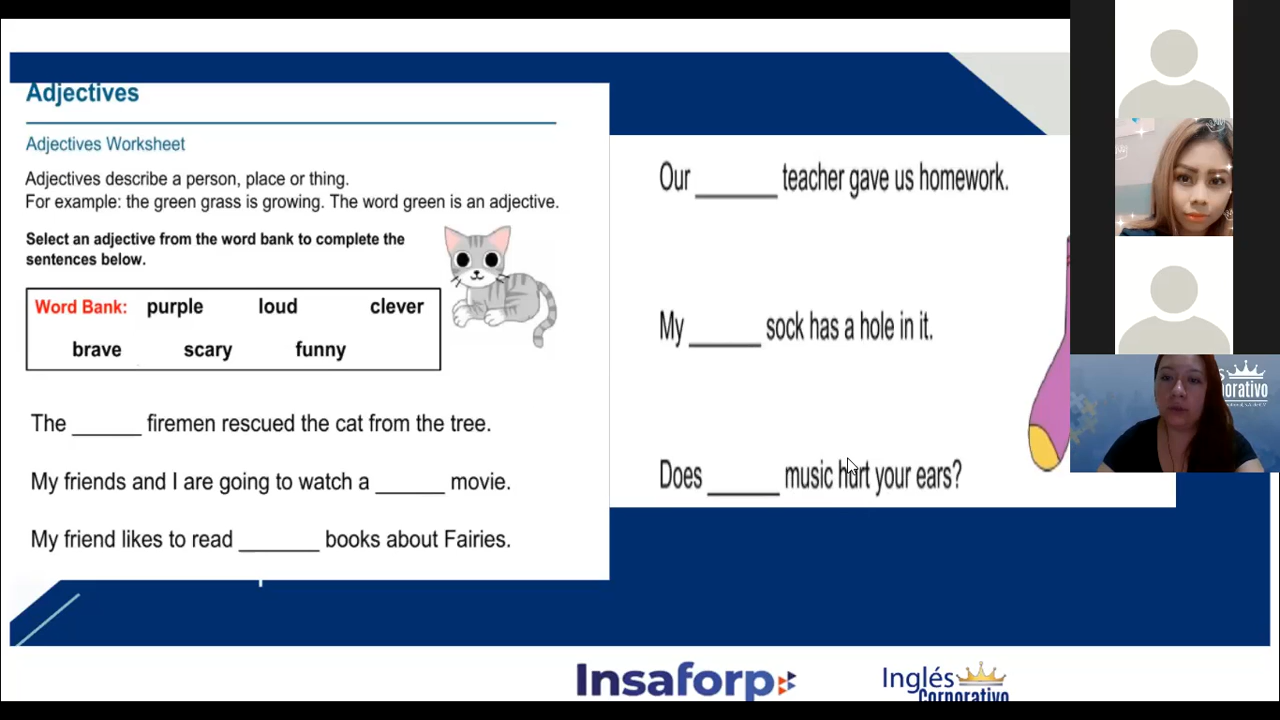 Adjectives
Adjectives Worksheet
Adjectives describe a person, place or thing.
For example: the green grass is growing. The word green is an adjective.
Select an adjective from the word bank to complete the
sentences below.
Word Bank: purple loud clever
brave scary funny
The ______ firemen rescued the cat from the tree.
My friends and I are going to watch a ______ movie.
My friend likes to read _______ books about Fairies.
Our _______ teacher gave us homework.
My ______ sock has a hole in it.
Does ______ music hurt your ears?
Insaforp
Inglés
Corporativo